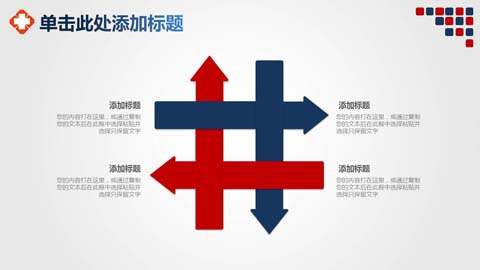 单击此处添加标题
添加标题
您的内容打在这里，或通过复制
您的文本后在此框中选择粘贴并
选择只保留文字
添加标题
您的内容打在这里，或通过复制
您的文本后在此框中选择粘贴并
选择只保留文字
添加标题
您的内容打在这里，或通过复制
您的文本后在此框中选择粘贴并
选择只保留文字
添加标题
您的内容打在这里，或通过复制
您的文本后在此框中选择粘贴并
选择只保留文字